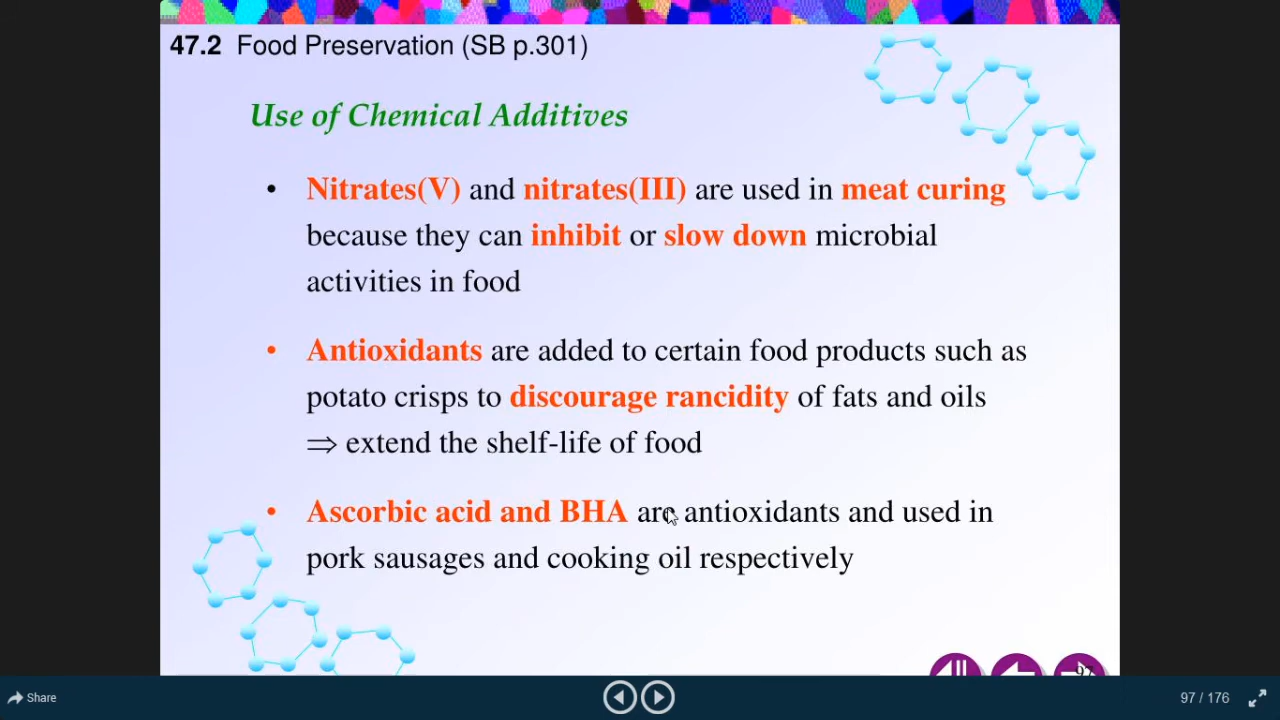 47.2 Food Preservation (SB p.301)
Use of Chemical Additives
• Nitrates(V) and nitrates(III) are used in meat curing
because they can inhibit or slow down microbial
activities in food
• Antioxidants are added to certain food products such as
potato crisps to discourage rancidity of fats and oils
⇒ extend the shelf-life of food
• Ascorbic acid and BHA are antioxidants and used in
pork sausages and cooking oil respectively
Share
97 / 176